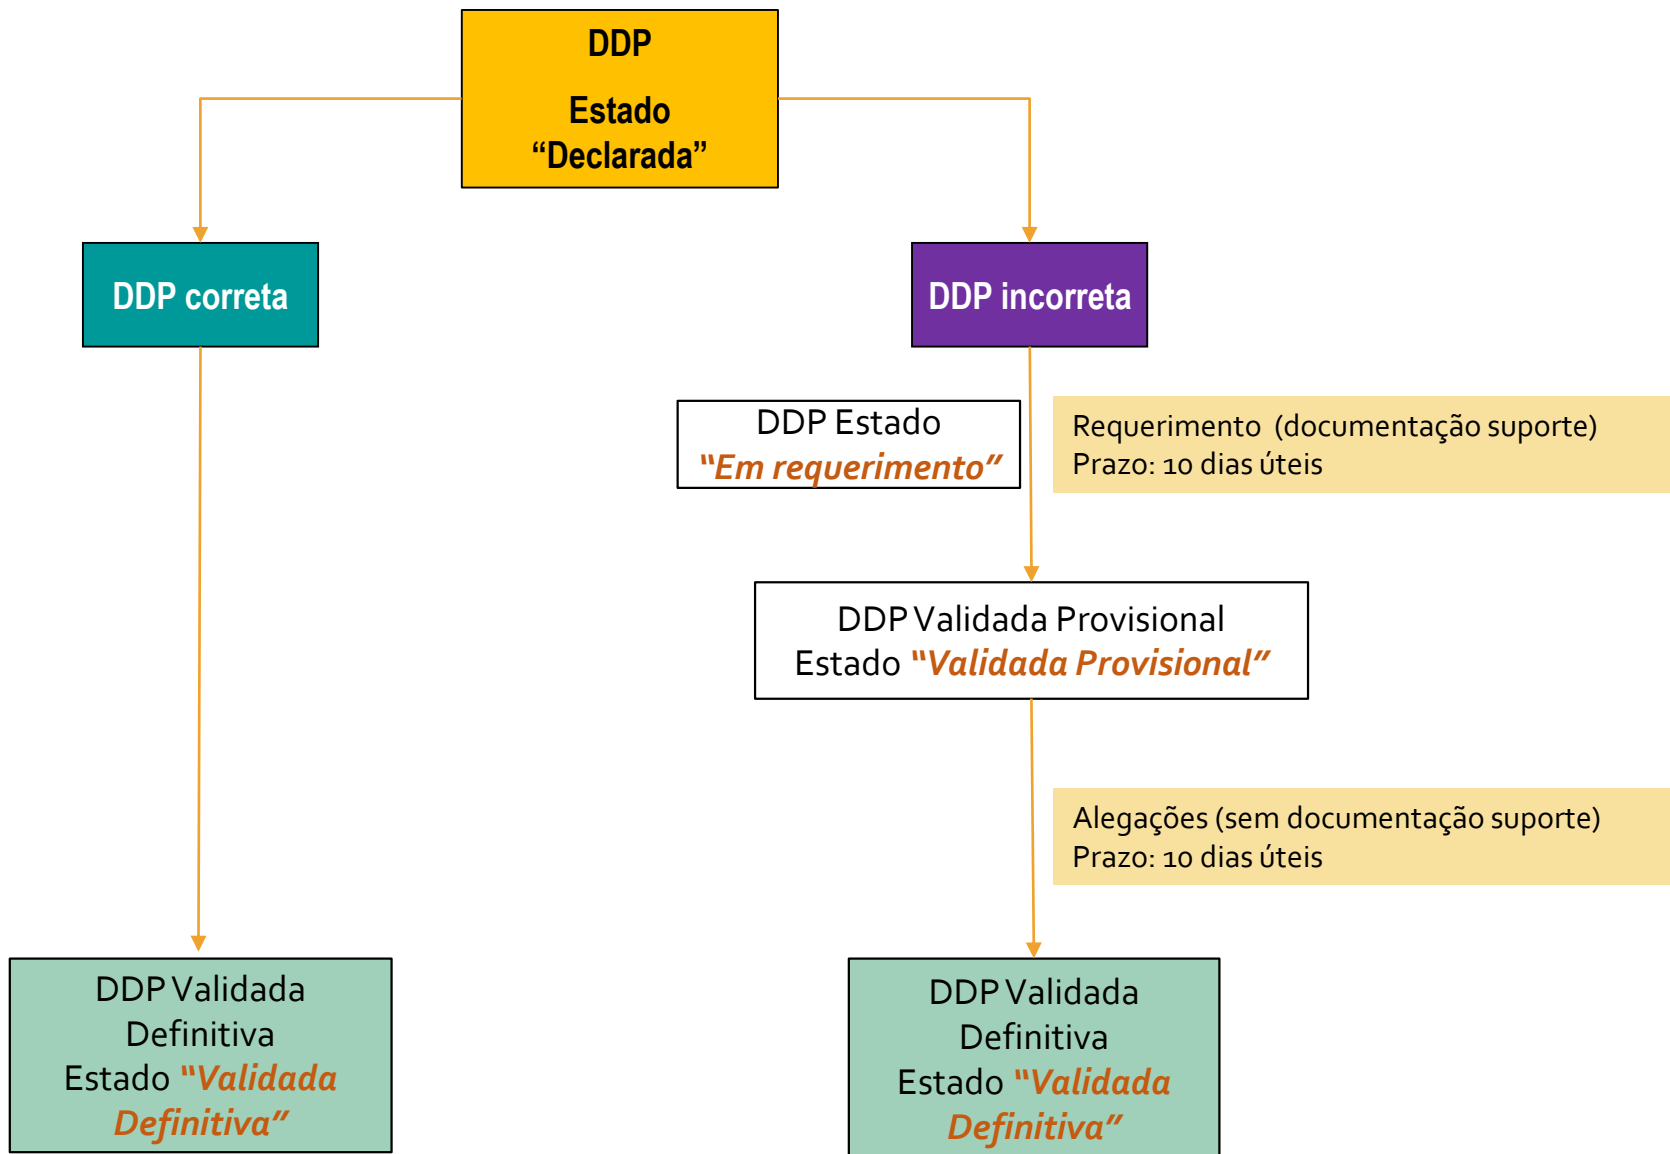 DDP
Estado
“Declarada”
DDP correta
DDP incorreta
DDP Estado
“Em requerimento”
Requerimento (documentação suporte)
Prazo: 10 dias úteis
DDP Validada Provisional
Estado “Validada Provisional”
Alegações (sem documentação suporte)
Prazo: 10 dias úteis
DDP Validada
Definitiva
Estado “Validada
Definitiva”
DDP Validada
Definitiva
Estado “Validada
Definitiva”